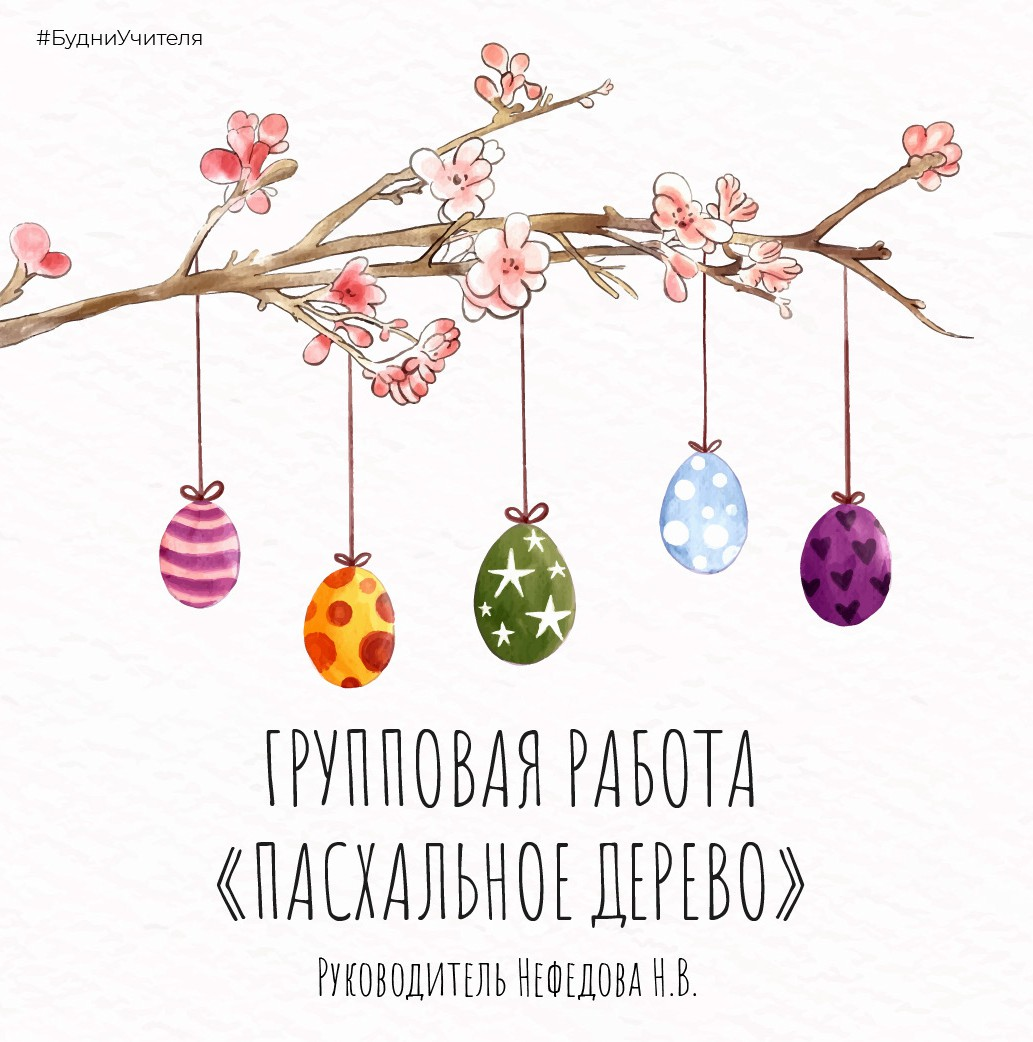 #БудниУчителя
ГРУППОВАЯ РАБОТА
«ПАСХАЛЬНОЕ ДЕРЕВО»
РУКОВОДИТЕЛЬ НЕФЕДОВА Н.В.